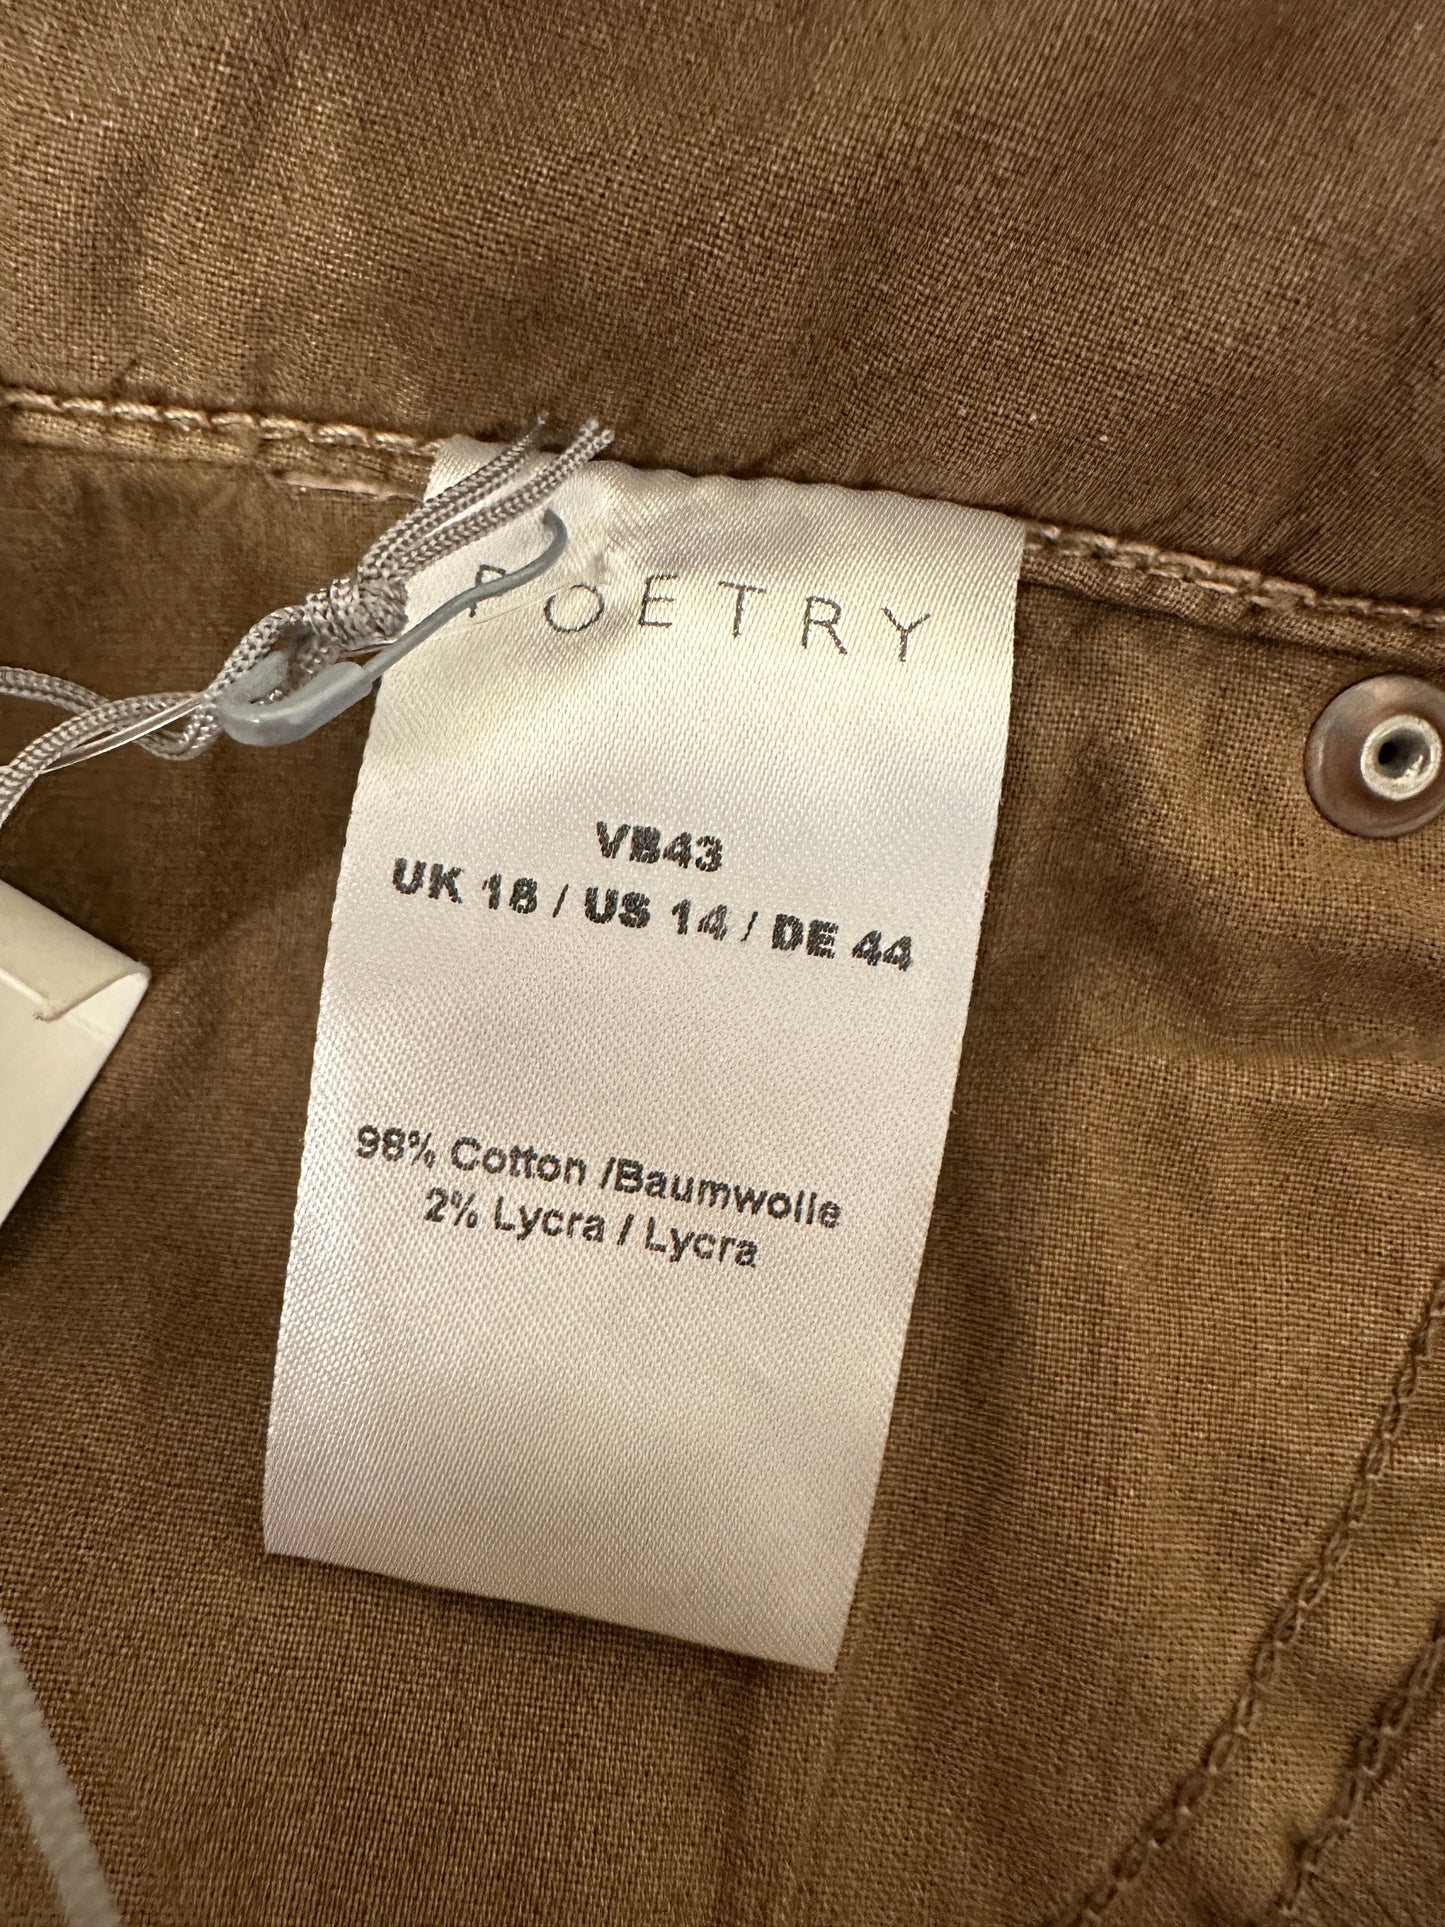 POETRY
VB43
UK 18 / US 14 / DE 44
98% Cotton /Baumwolle
2% Lycra / Lycra